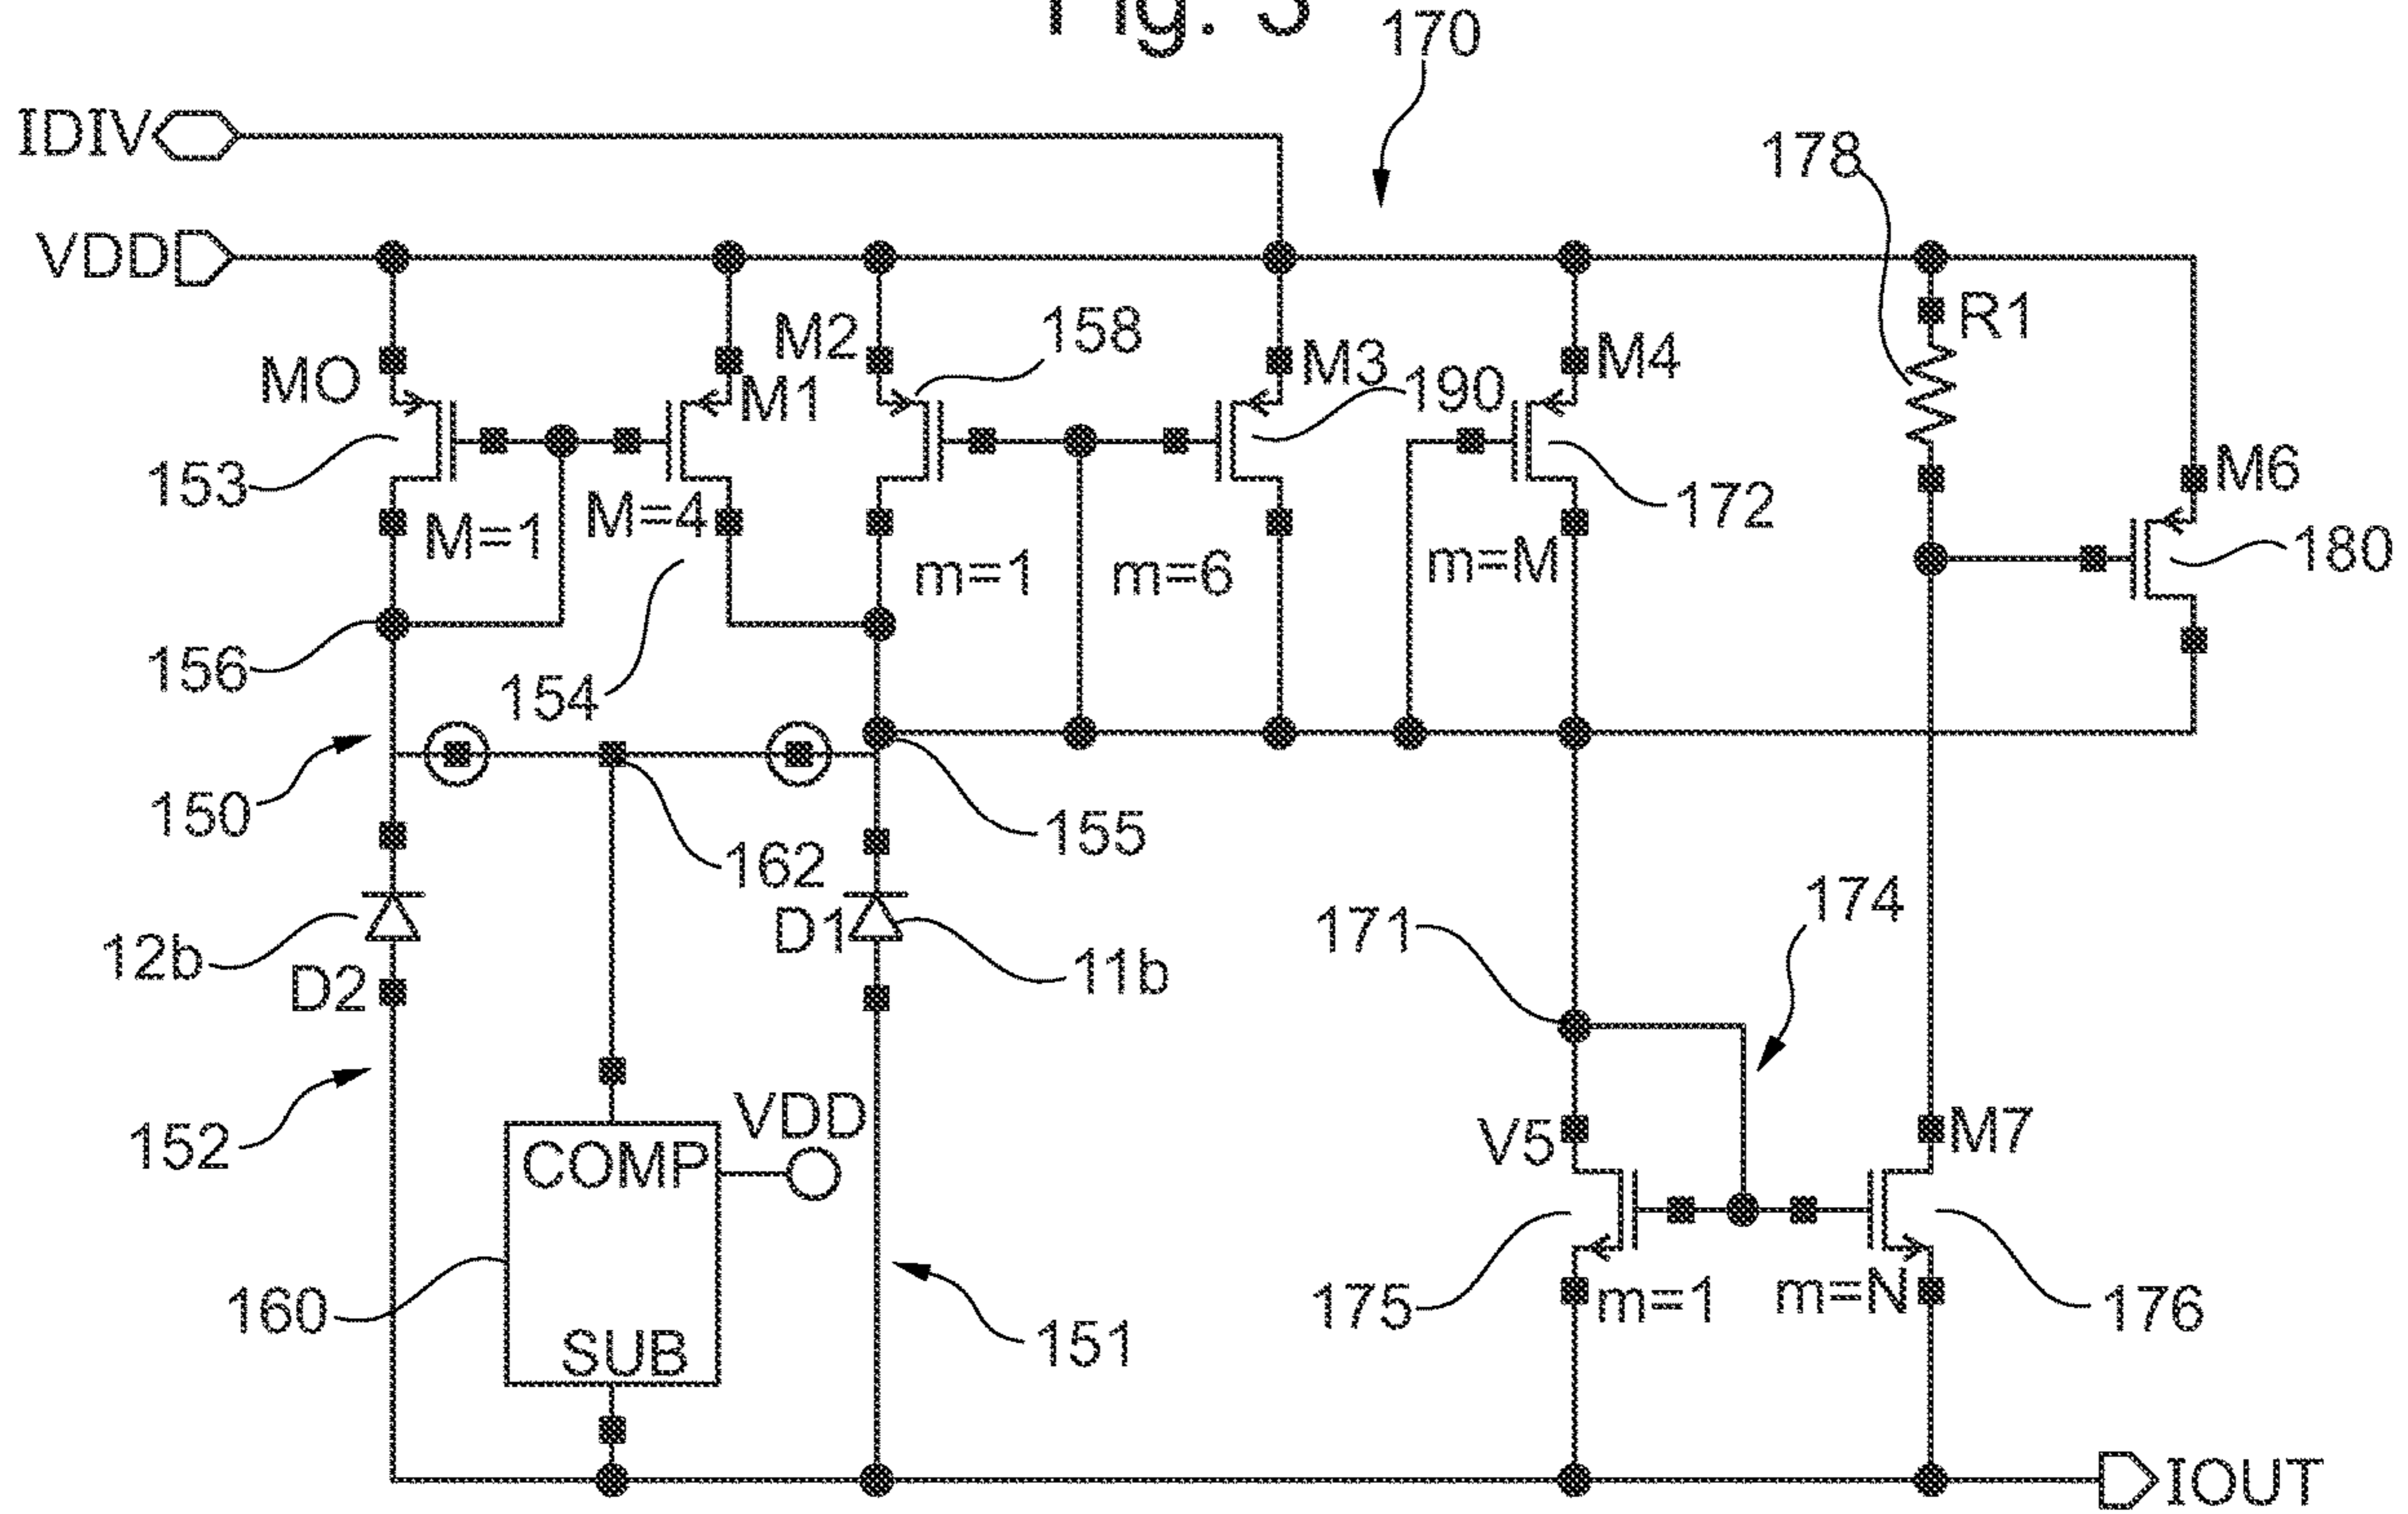 Fig. 3
170
IDIV
178
VDD
R1
M2
158
M0
M1
M3
190
M4
153
M=1
M=4
172
M6
m=1
m=6
m=M
180
156
154
150
155
162
171
174
12b
D1
11b
D2
152
VDD
V5
M7
COMP
160
SUB
151
175
m=1
m=N
176
IOUT